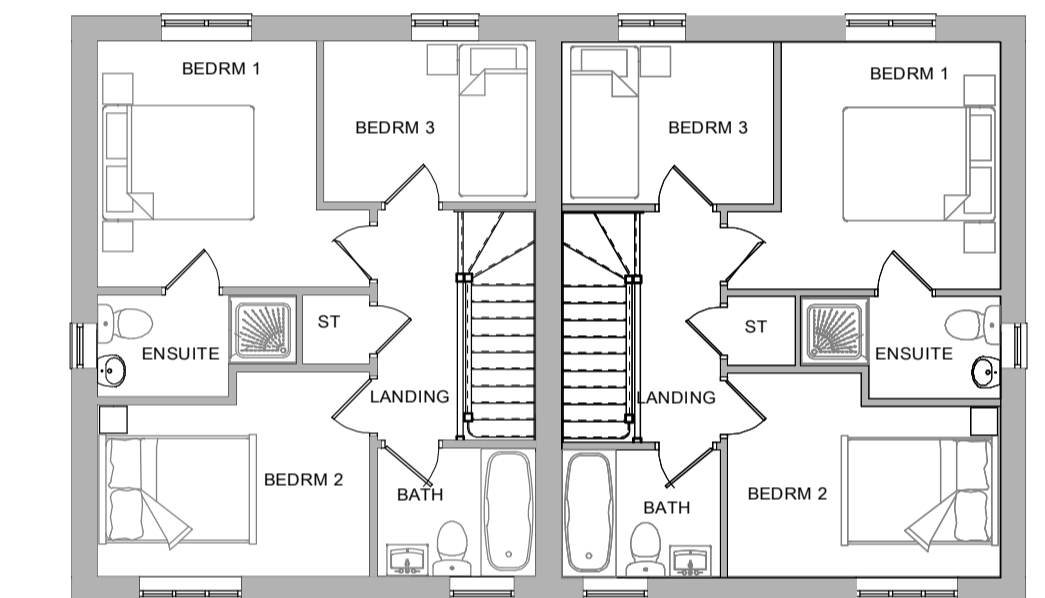 BEDRM 1
BEDRM 3
BEDRM 3
BEDRM 1
ST
ENSUITE
ST
ENSUITE
LANDING
LANDING
BEDRM 2
BATH
BATH
BEDRM 2